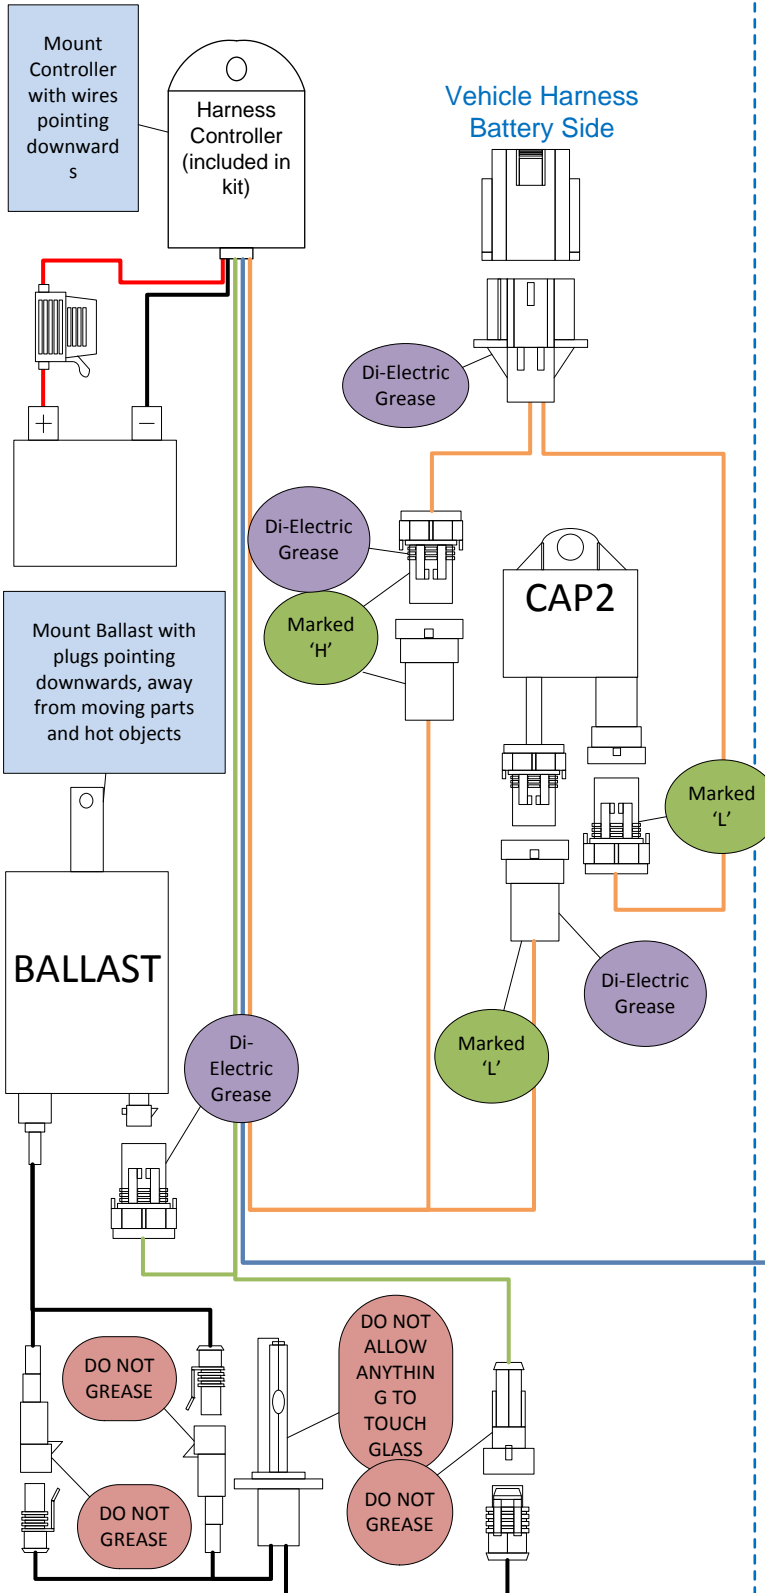 Mount
Controller
with wires
pointing
downward
s
Harness
Controller
(included in
kit)
Vehicle Harness
Battery Side
Di-Electric
Grease
+
−
Di-Electric
Grease
Marked
‘H’
CAP2
Mount Ballast with
plugs pointing
downwards, away
from moving parts
and hot objects
Marked
‘L’
BALLAST
Di-Electric
Grease
Marked
‘L’
Di-
Electric
Grease
DO NOT
GREASE
DO NOT
ALLOW
ANYTHIN
G TO
TOUCH
GLASS
DO NOT
GREASE
DO NOT
GREASE